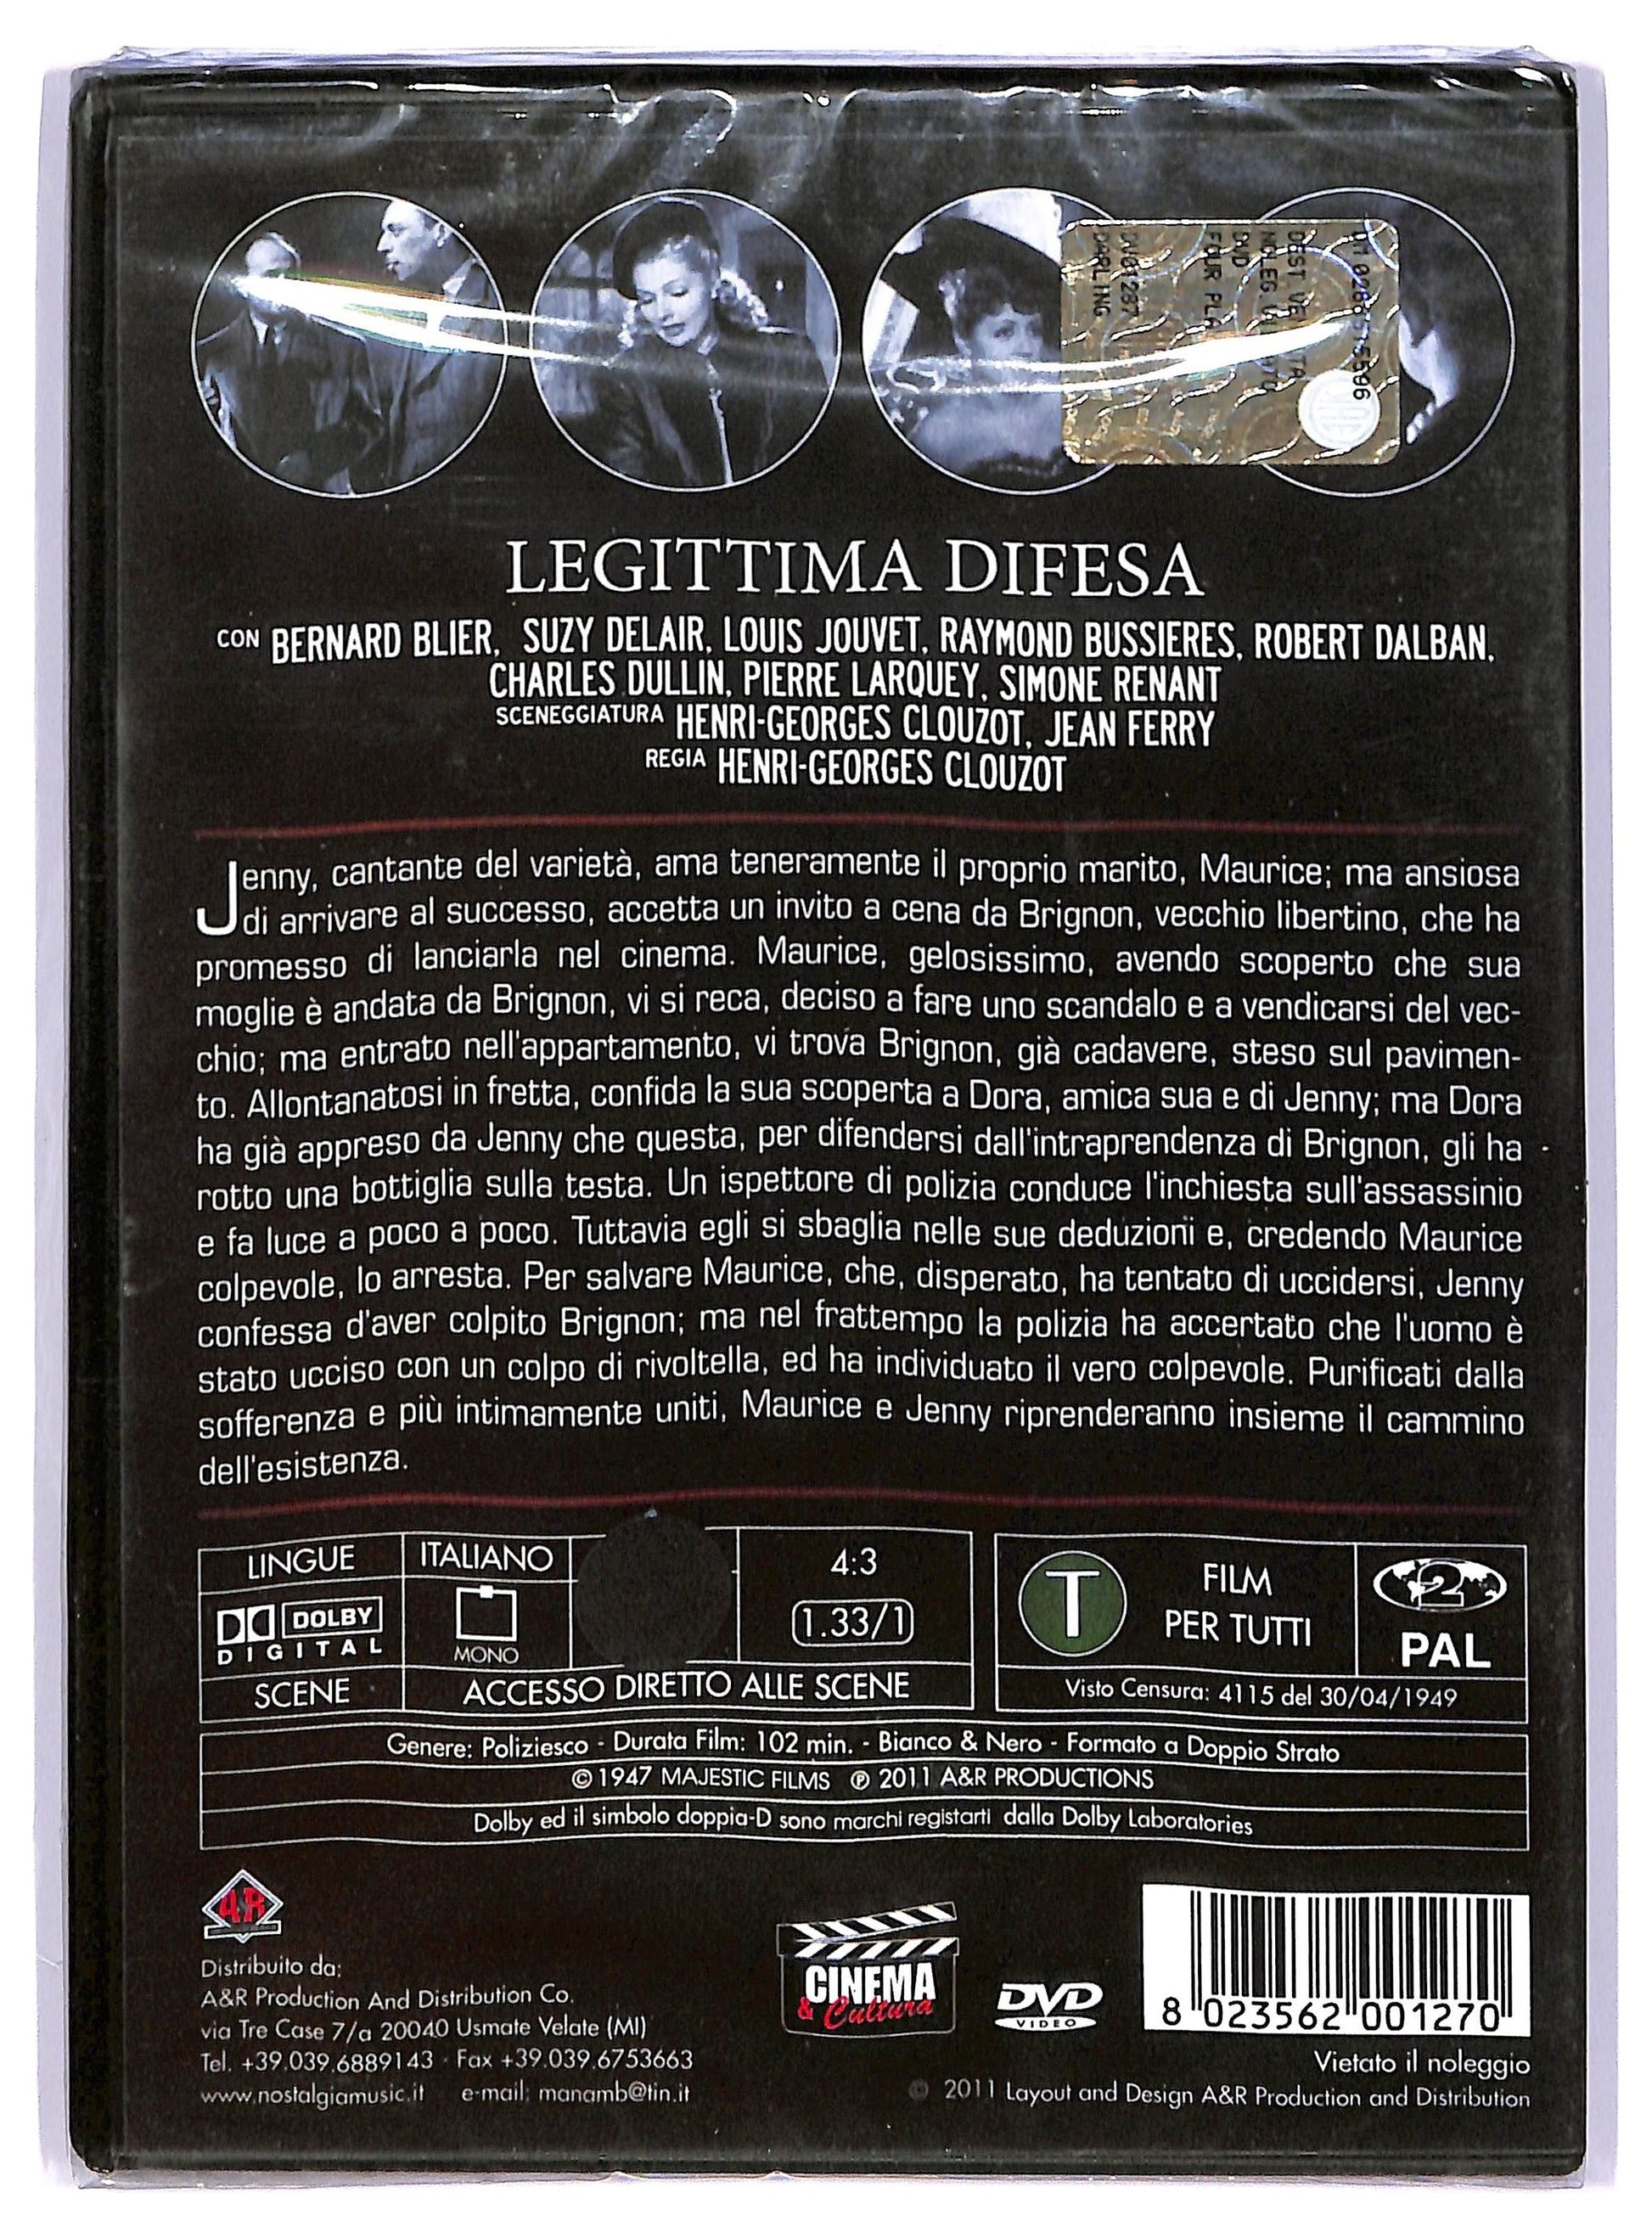 LEGITTIMA DIFESA
CON BERNARD BLIER, SUZY DELAIR, LOUIS JOUVET, RAYMOND BUSSIERES, ROBERT DALBAN,
CHARLES DULLIN, PIERRE LARQUEY, SIMONE RENANT
SCENEGGIATURA HENRI-GEORGES CLOUZOT, JEAN FERRY
REGIA HENRI-GEORGES CLOUZOT
Jenny, cantante del varietà, ama teneramente il proprio marito, Maurice; ma ansiosa
di arrivare al successo, accetta un invito a cena da Brignon, vecchio libertino, che ha
promesso di lanciarla nel cinema. Maurice, gelosissimo, avendo scoperto che sua
moglie è andata da Brignon, vi si reca, deciso a fare uno scandalo e a vendicarsi del vec-
chio; ma entrato nell'appartamento, vi trova Brignon, già cadavere, steso sul pavimen-
to. Allontanatosi in fretta, confida la sua scoperta a Dora, amica sua e di Jenny; ma Dora
ha già appreso da Jenny che questa, per difendersi dall'intraprendenza di Brignon, gli ha
rotto una bottiglia sulla testa. Un ispettore di polizia conduce l'inchiesta sull'assassinio
e fa luce a poco a poco. Tuttavia egli si sbaglia nelle sue deduzioni e, credendo Maurice
colpevole, lo arresta. Per salvare Maurice, che, disperato, ha tentato di uccidersi, Jenny
confessa d'aver colpito Brignon; ma nel frattempo la polizia ha accertato che l'uomo è
stato ucciso con un colpo di rivoltella, ed ha individuato il vero colpevole. Purificati dalla
sofferenza e più intimamente uniti, Maurice e Jenny riprenderanno insieme il cammino
dell'esistenza.
LINGUE ITALIANO 4:3
DOLBY
DIGITAL
MONO
1.33/1
SCENE ACCESSO DIRETTO ALLE SCENE
T
FILM
PER TUTTI
2
PAL
Visto Censura: 4115 del 30/04/1949
Genere: Poliziesco - Durata Film: 102 min. - Bianco & Nero - Formato a Doppio Strato
© 1947 MAJESTIC FILMS ℗ 2011 A&R PRODUCTIONS
Dolby ed il simbolo doppia-D sono marchi registarti dalla Dolby Laboratories
Distribuito da:
A&R Production And Distribution Co.
via Tre Case 7/a 20040 Usmate Velate (MI)
Tel. +39.039.6889143 - Fax +39.039.6753663
www.nostalgiamusic.it e-mail: manamb@tin.it
CINEMA
& Cultura
DVD
VIDEO
8 023562 001270
Vietato il noleggio
© 2011 Layout and Design A&R Production and Distribution
DVD
DV01287
DARLING